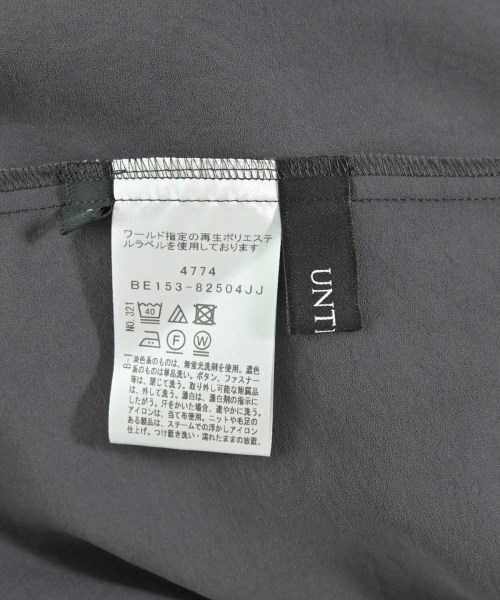 ワールド指定の再生ポリエステ
ルラベルを使用しております
4774
BE153-82504JJ
NO.321
40
F W
B-1
淡色系のものは、無蛍光洗剤を使用。濃色
系のものは単品洗い。ボタン、ファスナー
等は、閉じて洗う。取り外し可能な附属品
は、外して洗う。漂白は、漂白剤の指示に
したがう。汗をかいた場合、速やかに洗う。
アイロンは、当て布使用。ニットや毛足の
ある部品は、スチームでの浮かしアイロン
仕上げ。つけ置き洗い・濡れたままの放置、
UNTI